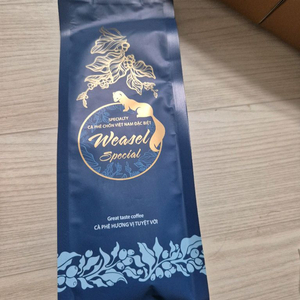 SPECIALTY
CÀ PHÊ CHỒN VIỆT NAM ĐẶC BIỆT
Weasel
Special
Great taste coffee
CÀ PHÊ HƯƠNG VỊ TUYỆT VỜI